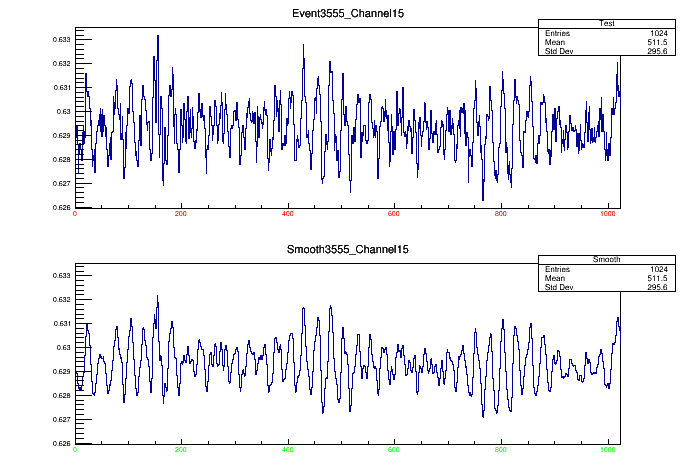 Event3555_Channel15
Test
Entries 1024
Mean 511.5
Std Dev 295.6
0.633
0.632
0.631
0.63
0.629
0.628
0.627
0.626
0 200 400 600 800 1000
Smooth3555_Channel15
Smooth
Entries 1024
Mean 511.5
Std Dev 295.6
0.633
0.632
0.631
0.63
0.629
0.628
0.627
0.626
0 200 400 600 800 1000